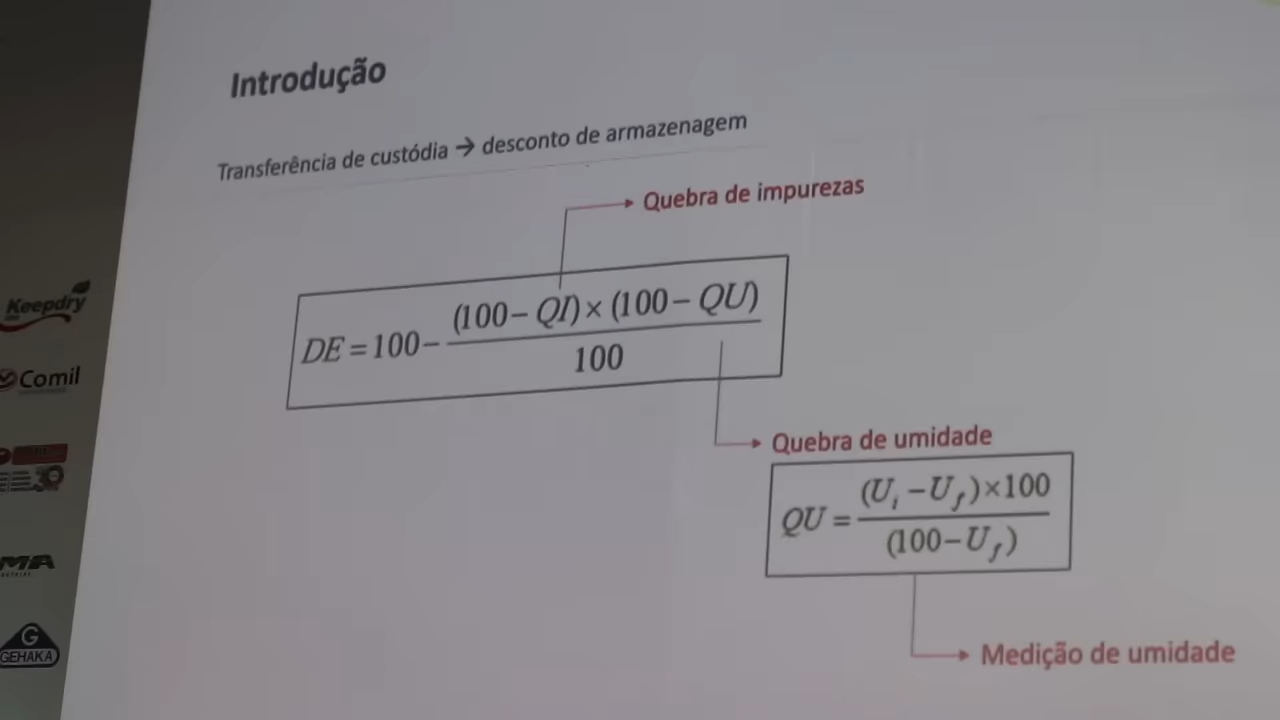 Introdução
Transferência de custódia → desconto de armazenagem
Quebra de impurezas
DE = 100 − (100 − QI) × (100 − QU) / 100
Quebra de umidade
QU = (U_i − U_f) × 100 / (100 − U_f)
Medição de umidade
Keepdry
Comil
MA
G
GEHAKA